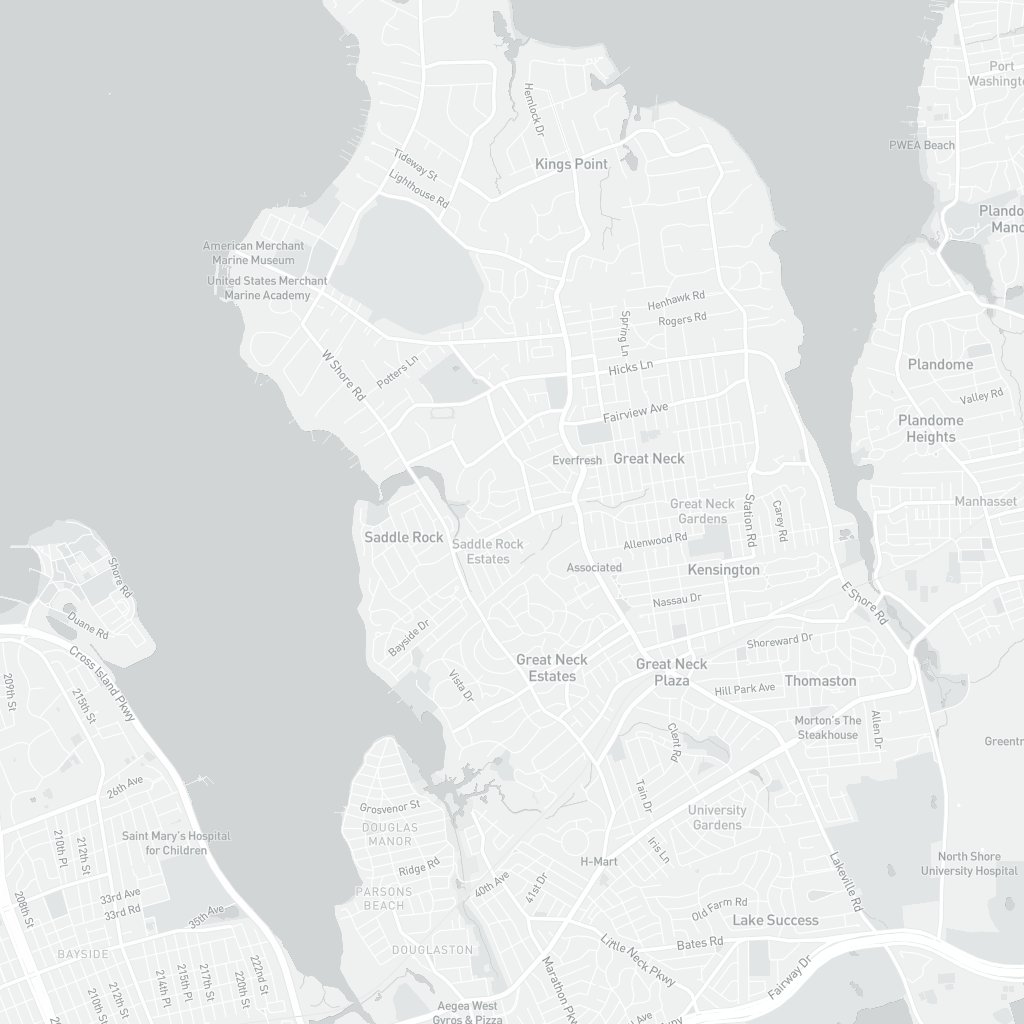 Port
Washingto
Hemlock Dr
PWEA Beach
Tideway St
Kings Point
Lighthouse Rd
Plando
Mano
American Merchant
Marine Museum
United States Merchant
Marine Academy
Henhawk Rd
Rogers Rd
Spring Ln
W Shore Rd
Potters Ln
Hicks Ln
Plandome
Valley Rd
Fairview Ave
Plandome
Heights
Everfresh
Great Neck
Station Rd
Carey Rd
Great Neck
Gardens
Manhasset
Saddle Rock
Saddle Rock
Estates
Allenwood Rd
Associated
Kensington
Shore Rd
E Shore Rd
Nassau Dr
Duane Rd
Bayside Dr
Shoreward Dr
Cross Island Pkwy
Great Neck
Estates
Great Neck
Plaza
209th St
215th St
Vista Dr
Hill Park Ave
Thomaston
Allen Dr
Morton's The
Steakhouse
Greentr
26th Ave
Tain Dr
Grosvenor St
University
Gardens
DOUGLAS
MANOR
Saint Mary's Hospital
for Children
210th Pl
212th St
Iris Ln
H-Mart
Ridge Rd
North Shore
University Hospital
Lakeville Rd
40th Ave
41st Dr
PARSONS
BEACH
33rd Ave
33rd Rd
208th St
35th Ave
Old Farm Rd
Lake Success
Bates Rd
Little Neck Pkwy
BAYSIDE
DOUGLASTON
222nd St
220th St
217th St
215th Pl
214th Pl
212th St
210th St
Marathon Pkw
Fairway Dr
Aegea West
Gyros & Pizza